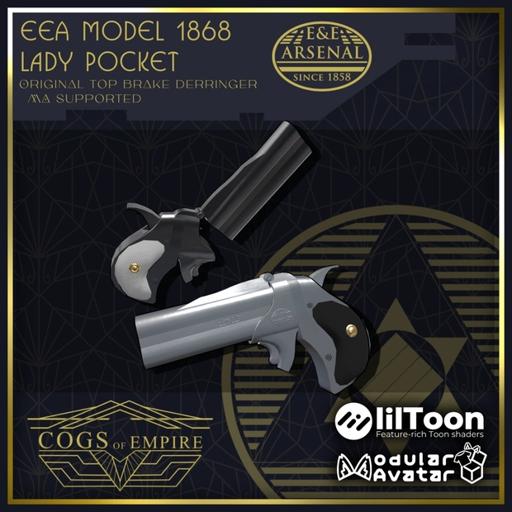 EEA MODEL 1868
LADY POCKET
ORIGINAL TOP BRAKE DERRINGER
MA SUPPORTED
E&E
ARSENAL
SINCE 1858
COGS OF EMPIRE
lilToon
Feature-rich Toon shaders
Modular
Avatar